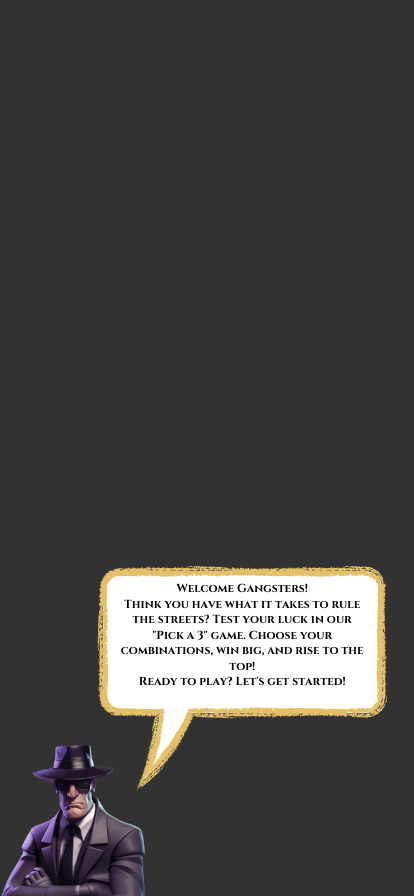 Welcome Gangsters!
Think you have what it takes to rule
the streets? Test your luck in our
"Pick a 3" game. Choose your
combinations, win big, and rise to the
top!
Ready to play? Let's get started!